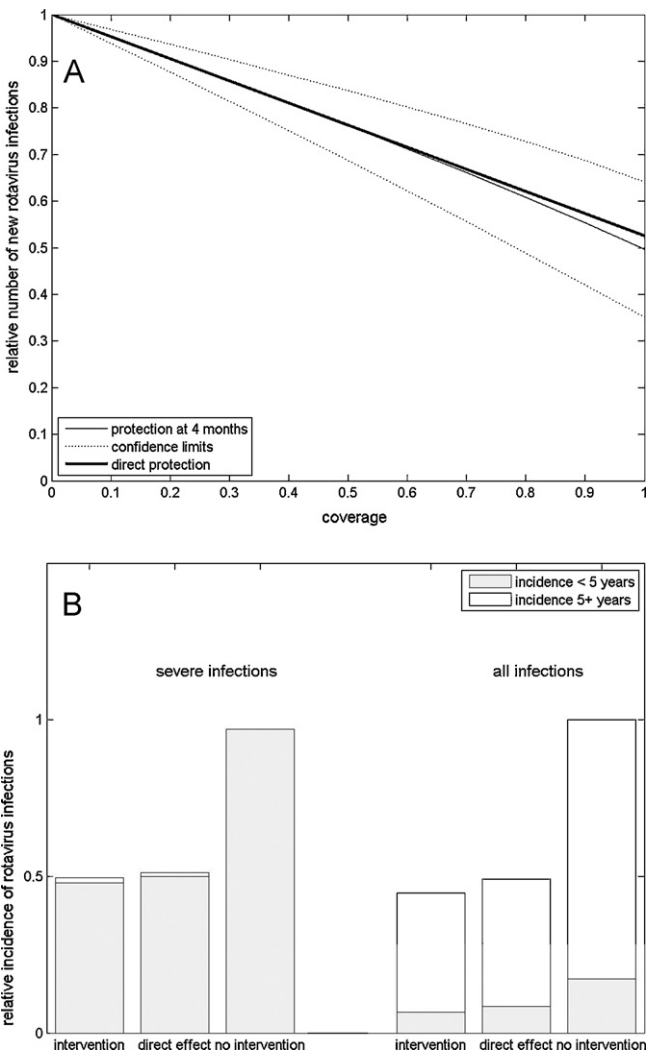 1
0.9
0.8
0.7
0.6
0.5
0.4
0.3
0.2
0.1
0
A
relative number of new rotavirus infections
protection at 4 months
confidence limits
direct protection
0 0.1 0.2 0.3 0.4 0.5 0.6 0.7 0.8 0.9 1
coverage
B
incidence < 5 years
incidence 5+ years
severe infections all infections
1
0.5
0
relative incidence of rotavirus infections
intervention direct effect no intervention intervention direct effect no intervention